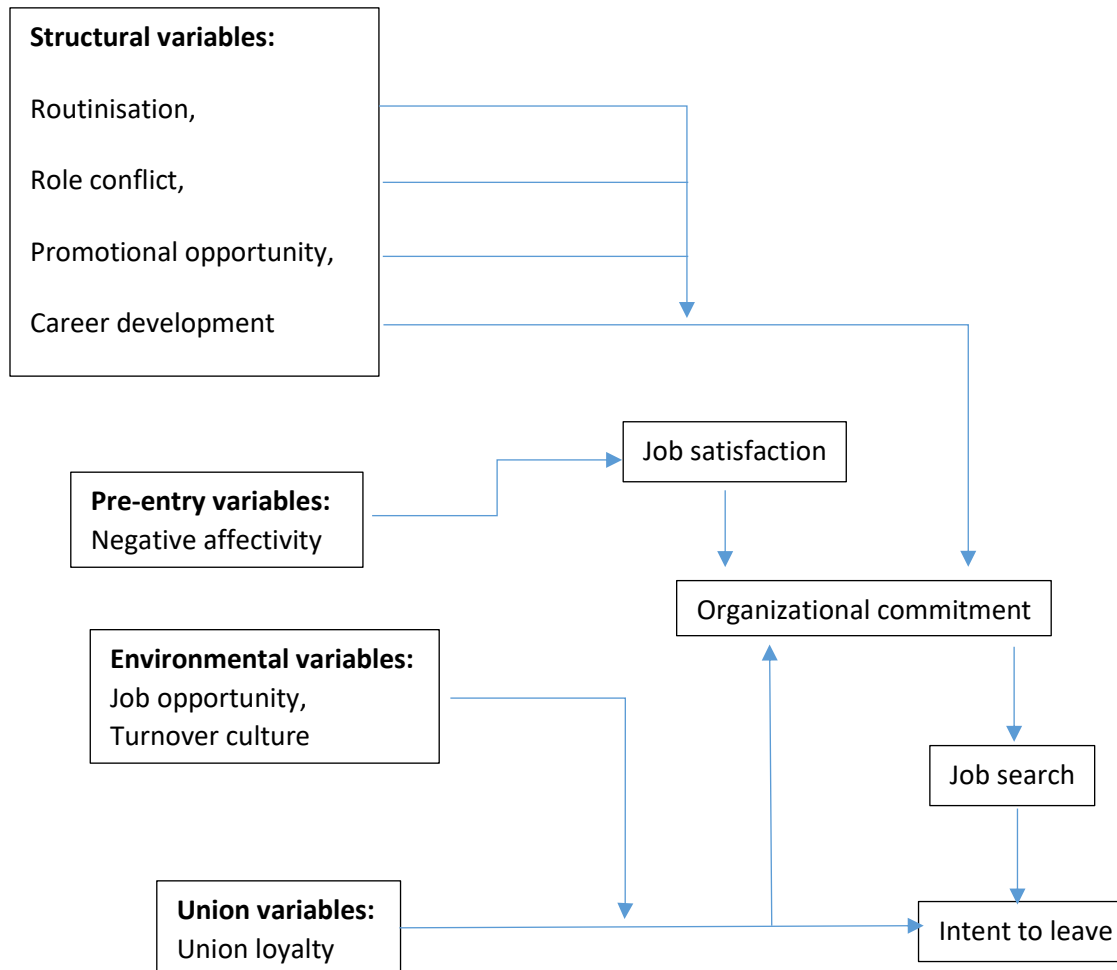 Structural variables:
Routinisation,
Role conflict,
Promotional opportunity,
Career development
Job satisfaction
Pre-entry variables:
Negative affectivity
Organizational commitment
Environmental variables:
Job opportunity,
Turnover culture
Job search
Union variables:
Union loyalty
Intent to leave